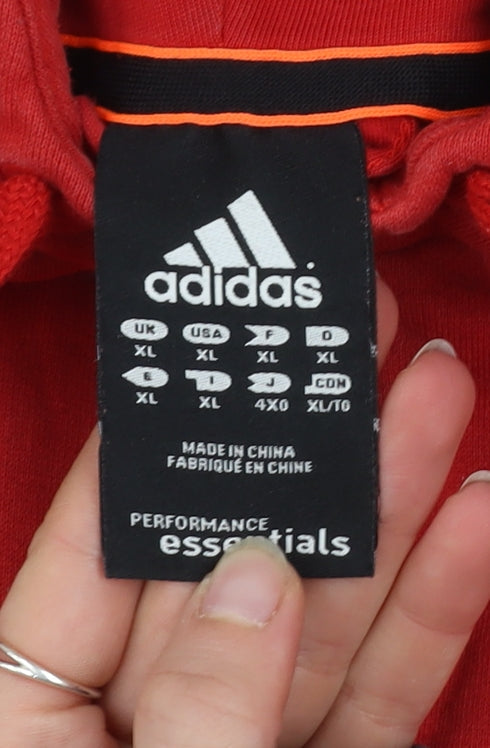 adidas
UK USA F D
XL XL XL XL
E I J CDN
XL XL 4XO XL/TG
MADE IN CHINA
FABRIQUÉ EN CHINE
PERFORMANCE
essentials